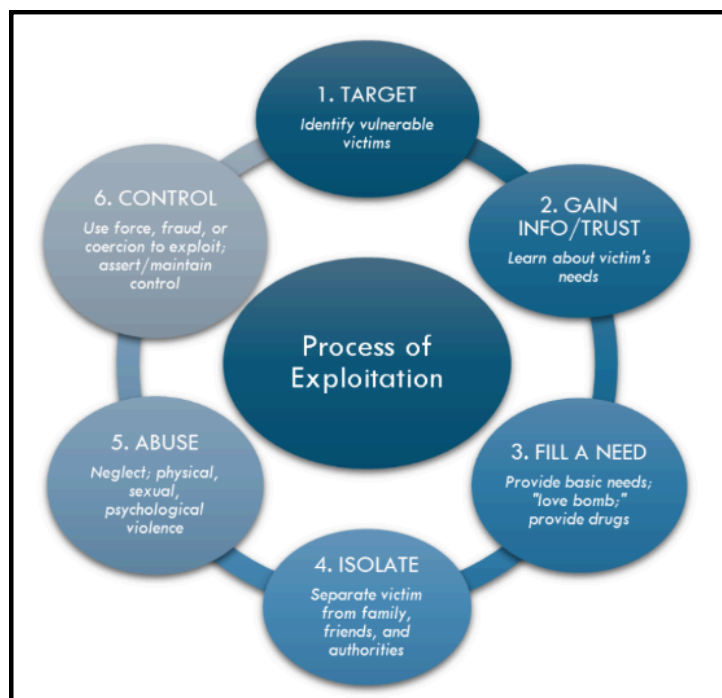 1. TARGET
Identify vulnerable
victims
2. GAIN
INFO/TRUST
Learn about victim's
needs
3. FILL A NEED
Provide basic needs;
"love bomb;"
provide drugs
4. ISOLATE
Separate victim
from family,
friends, and
authorities
5. ABUSE
Neglect; physical,
sexual,
psychological
violence
6. CONTROL
Use force, fraud, or
coercion to exploit;
assert/maintain
control
Process of
Exploitation